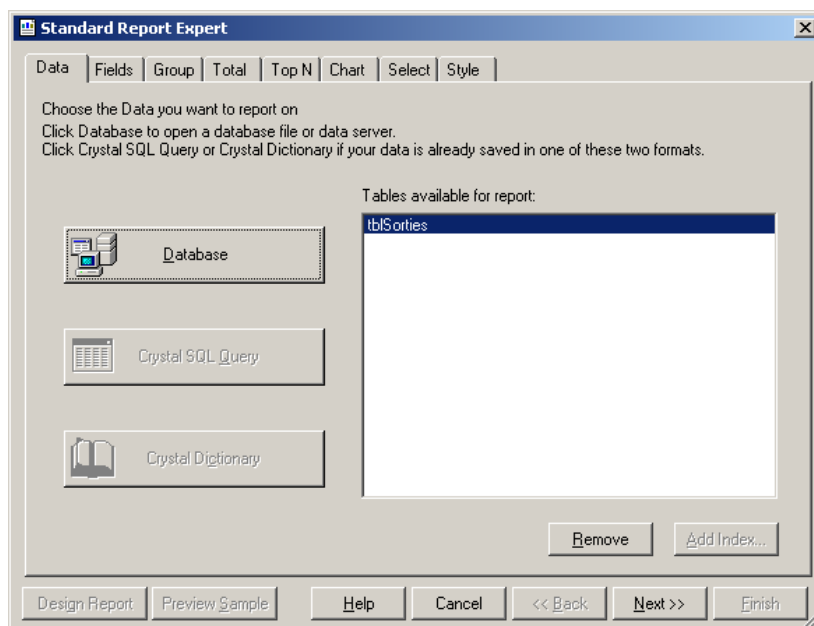 Standard Report Expert
Data Fields Group Total Top N Chart Select Style
Choose the Data you want to report on
Click Database to open a database file or data server.
Click Crystal SQL Query or Crystal Dictionary if your data is already saved in one of these two formats.
Tables available for report:
tblSorties
Database
Crystal SQL Query
Crystal Dictionary
Remove Add Index...
Design Report Preview Sample Help Cancel << Back Next >> Finish